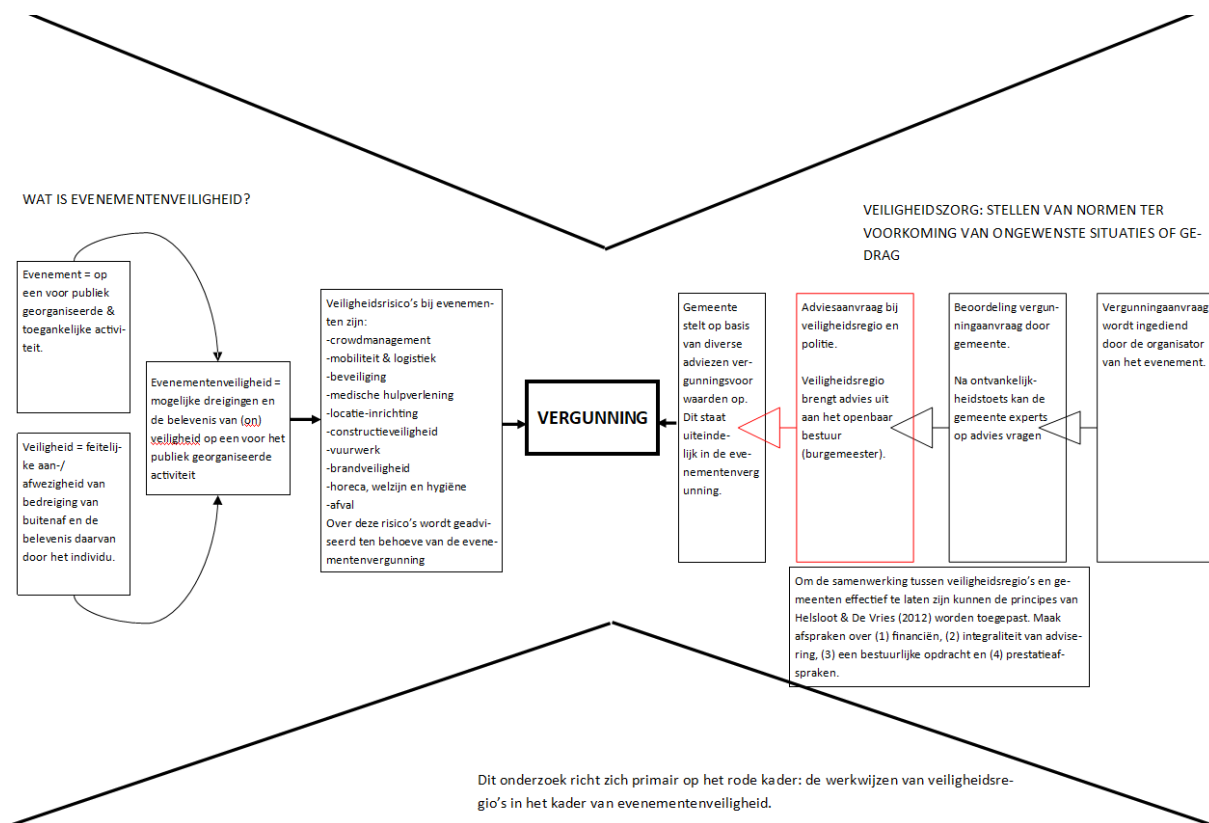 WAT IS EVENEMENTENVEILIGHEID?
Evenement = op
een voor publiek
georganiseerde &
toegankelijke activi-
teit.
Veiligheid = feitelij-
ke aan-/
afwezigheid van
bedreiging van
buitenaf en de
belevenis daarvan
door het individu.
Evenementenveiligheid =
mogelijke dreigingen en
de belevenis van (on)
veiligheid op een voor het
publiek georganiseerde
activiteit
Veiligheidsrisico's bij evenemen-
ten zijn:
-crowdmanagement
-mobiliteit & logistiek
-beveiliging
-medische hulpverlening
-locatie-inrichting
-constructieveiligheid
-vuurwerk
-brandveiligheid
-horeca, welzijn en hygiëne
-afval
Over deze risico's wordt geadvi-
seerd ten behoeve van de evene-
mentenvergunning
VERGUNNING
VEILIGHEIDSZORG: STELLEN VAN NORMEN TER
VOORKOMING VAN ONGEWENSTE SITUATIES OF GE-
DRAG
Gemeente
stelt op basis
van diverse
adviezen ver-
gunningsvoor
waarden op.
Dit staat
uiteinde-
lijk in de eve-
nementenverg
unning.
Adviesaanvraag bij
veiligheidsregio en
politie.
Veiligheidsregio
brengt advies uit
aan het openbaar
bestuur
(burgemeester).
Beoordeling vergun-
ningaanvraag door
gemeente.
Na ontvankelijk-
heidstoets kan de
gemeente experts
op advies vragen
Vergunningaanvraag
wordt ingediend
door de organisator
van het evenement.
Om de samenwerking tussen veiligheidsregio's en ge-
meenten effectief te laten zijn kunnen de principes van
Helsloot & De Vries (2012) worden toegepast. Maak
afspraken over (1) financiën, (2) integraliteit van advise-
ring, (3) een bestuurlijke opdracht en (4) prestatieaf-
spraken.
Dit onderzoek richt zich primair op het rode kader: de werkwijzen van veiligheidsre-
gio's in het kader van evenementenveiligheid.